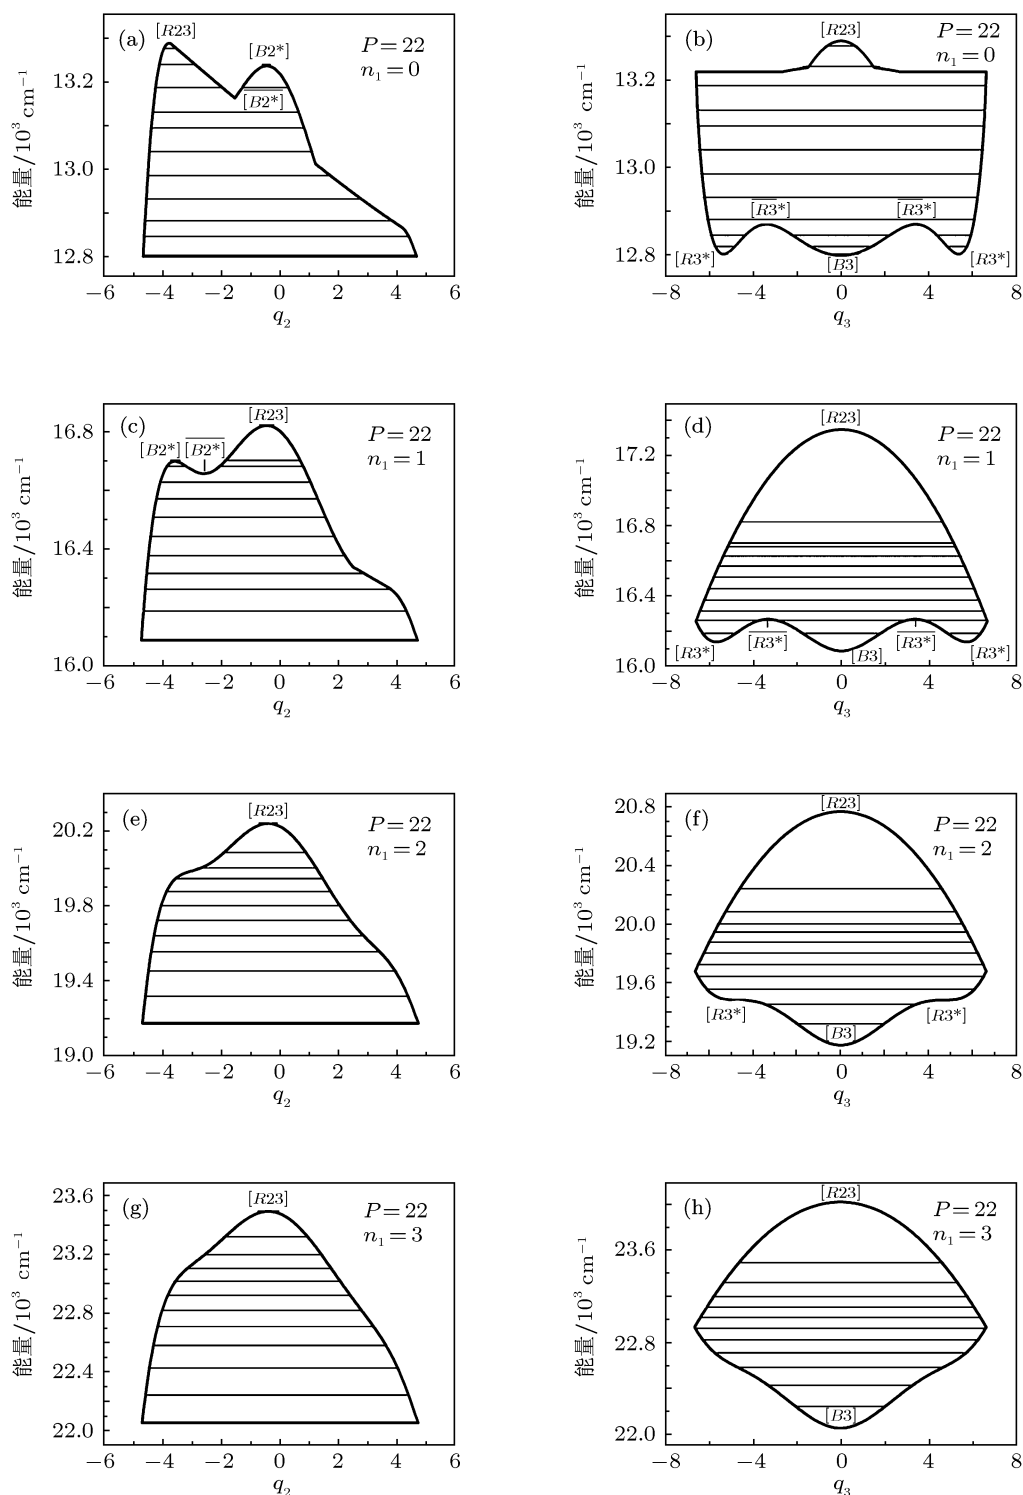 (a)
[R23]
[B2*]
[B2*]
P = 22
n₁ = 0
13.2
13.0
12.8
能量/10³ cm⁻¹
−6 −4 −2 0 2 4 6
q₂
(b)
[R23]
P = 22
n₁ = 0
13.2
13.0
12.8
能量/10³ cm⁻¹
[R3*] [R3*]
[R3*] [B3] [R3*]
−8 −4 0 4 8
q₃
(c)
[R23]
[B2*] [B2*]
P = 22
n₁ = 1
16.8
16.4
16.0
能量/10³ cm⁻¹
−6 −4 −2 0 2 4 6
q₂
(d)
[R23]
P = 22
n₁ = 1
17.2
16.8
16.4
16.0
能量/10³ cm⁻¹
[R3*] [R3*] [B3] [R3*] [R3*]
−8 −4 0 4 8
q₃
(e)
[R23]
P = 22
n₁ = 2
20.2
19.8
19.4
19.0
能量/10³ cm⁻¹
−6 −4 −2 0 2 4 6
q₂
(f)
[R23]
P = 22
n₁ = 2
20.8
20.4
20.0
19.6
19.2
能量/10³ cm⁻¹
[R3*] [B3] [R3*]
−8 −4 0 4 8
q₃
(g)
[R23]
P = 22
n₁ = 3
23.6
23.2
22.8
22.4
22.0
能量/10³ cm⁻¹
−6 −4 −2 0 2 4 6
q₂
(h)
[R23]
P = 22
n₁ = 3
23.6
22.8
22.0
能量/10³ cm⁻¹
[B3]
−8 −4 0 4 8
q₃